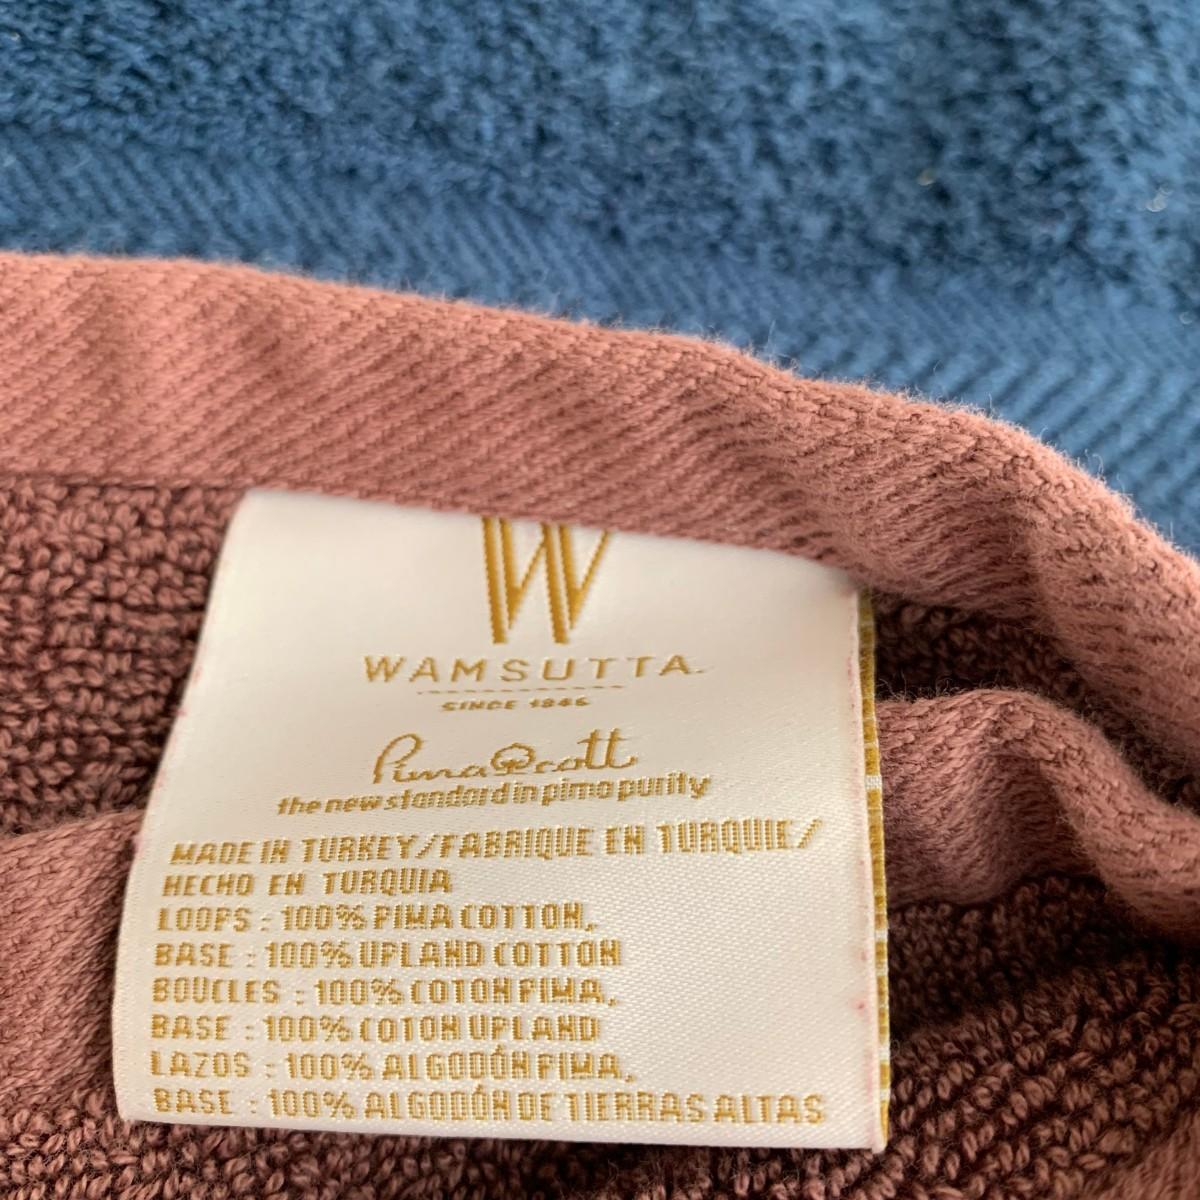 W
WAMSUTTA
SINCE 1846
PimaCott
the new standard in pima purity
MADE IN TURKEY/FABRIQUE EN TURQUIE/
HECHO EN TURQUIA
LOOPS : 100% PIMA COTTON,
BASE : 100% UPLAND COTTON
BOUCLES : 100% COTON PIMA,
BASE : 100% COTON UPLAND
LAZOS : 100% ALGODÓN PIMA,
BASE : 100% ALGODÓN DE TIERRAS ALTAS